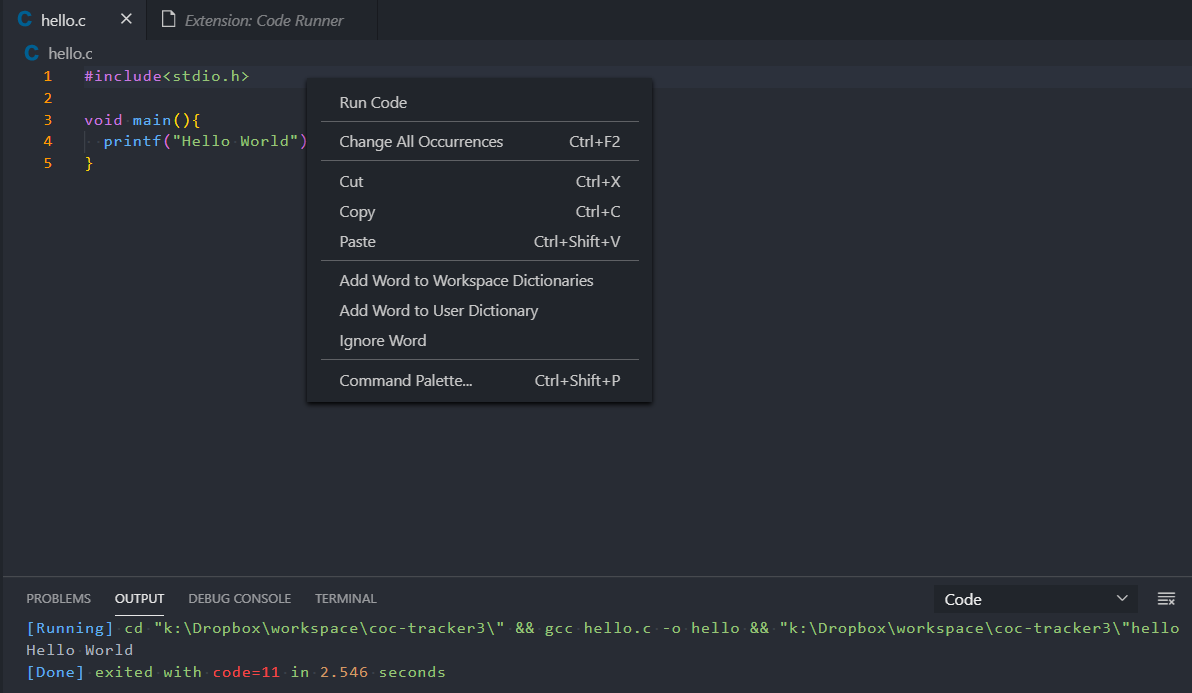 hello.c
Extension: Code Runner
hello.c
1 #include<stdio.h>
2
3 void main(){
4 printf("Hello World")
5 }
Run Code
Change All Occurrences Ctrl+F2
Cut Ctrl+X
Copy Ctrl+C
Paste Ctrl+Shift+V
Add Word to Workspace Dictionaries
Add Word to User Dictionary
Ignore Word
Command Palette... Ctrl+Shift+P
PROBLEMS OUTPUT DEBUG CONSOLE TERMINAL Code
[Running] cd "k:\Dropbox\workspace\coc-tracker3\" && gcc hello.c -o hello && "k:\Dropbox\workspace\coc-tracker3\"hello
Hello World
[Done] exited with code=11 in 2.546 seconds